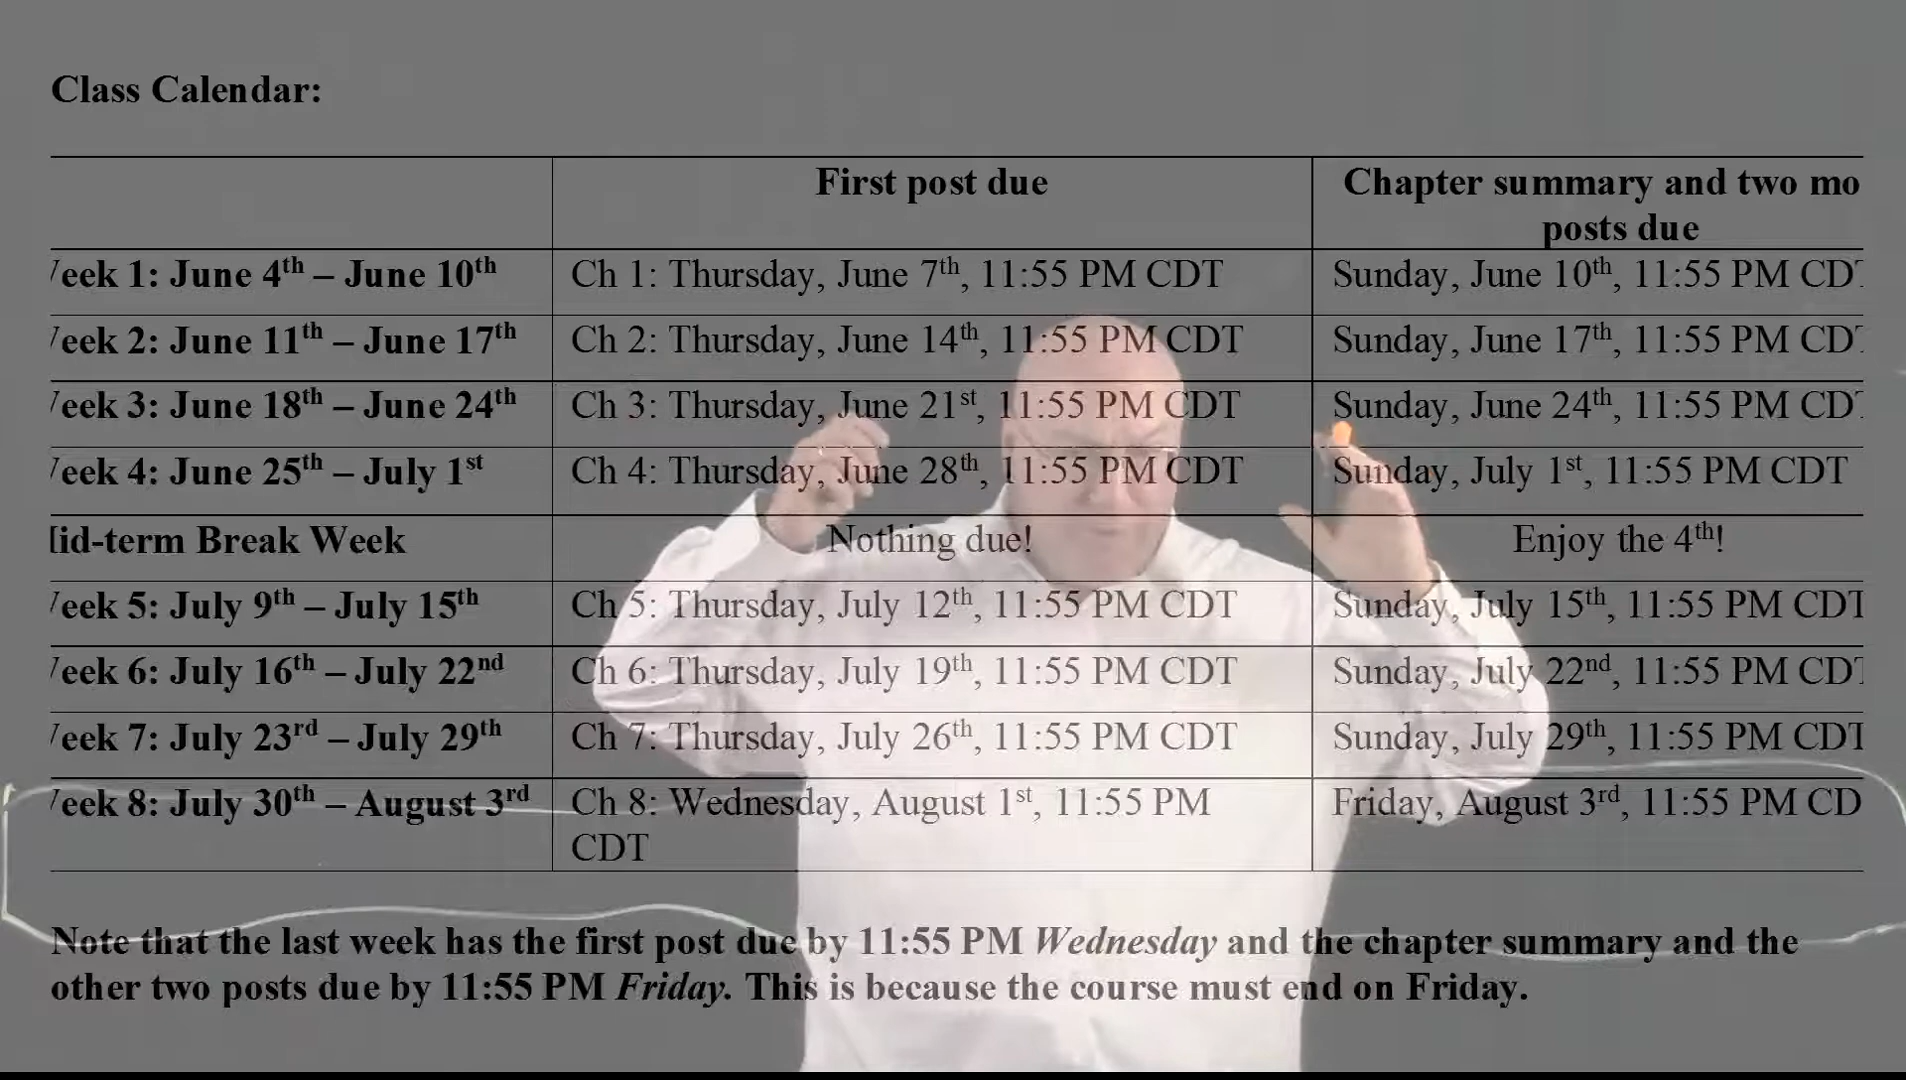 Class Calendar:
First post due
Chapter summary and two mo
posts due
eek 1: June 4th – June 10th Ch 1: Thursday, June 7th, 11:55 PM CDT Sunday, June 10th, 11:55 PM CD
eek 2: June 11th – June 17th Ch 2: Thursday, June 14th, 11:55 PM CDT Sunday, June 17th, 11:55 PM CD
eek 3: June 18th – June 24th Ch 3: Thursday, June 21st, 11:55 PM CDT Sunday, June 24th, 11:55 PM CD
eek 4: June 25th – July 1st Ch 4: Thursday, June 28th, 11:55 PM CDT Sunday, July 1st, 11:55 PM CDT
id-term Break Week Nothing due! Enjoy the 4th!
eek 5: July 9th – July 15th Ch 5: Thursday, July 12th, 11:55 PM CDT Sunday, July 15th, 11:55 PM CDT
eek 6: July 16th – July 22nd Ch 6: Thursday, July 19th, 11:55 PM CDT Sunday, July 22nd, 11:55 PM CDT
eek 7: July 23rd – July 29th Ch 7: Thursday, July 26th, 11:55 PM CDT Sunday, July 29th, 11:55 PM CDT
eek 8: July 30th – August 3rd Ch 8: Wednesday, August 1st, 11:55 PM Friday, August 3rd, 11:55 PM CD
CDT
Note that the last week has the first post due by 11:55 PM Wednesday and the chapter summary and the
other two posts due by 11:55 PM Friday. This is because the course must end on Friday.